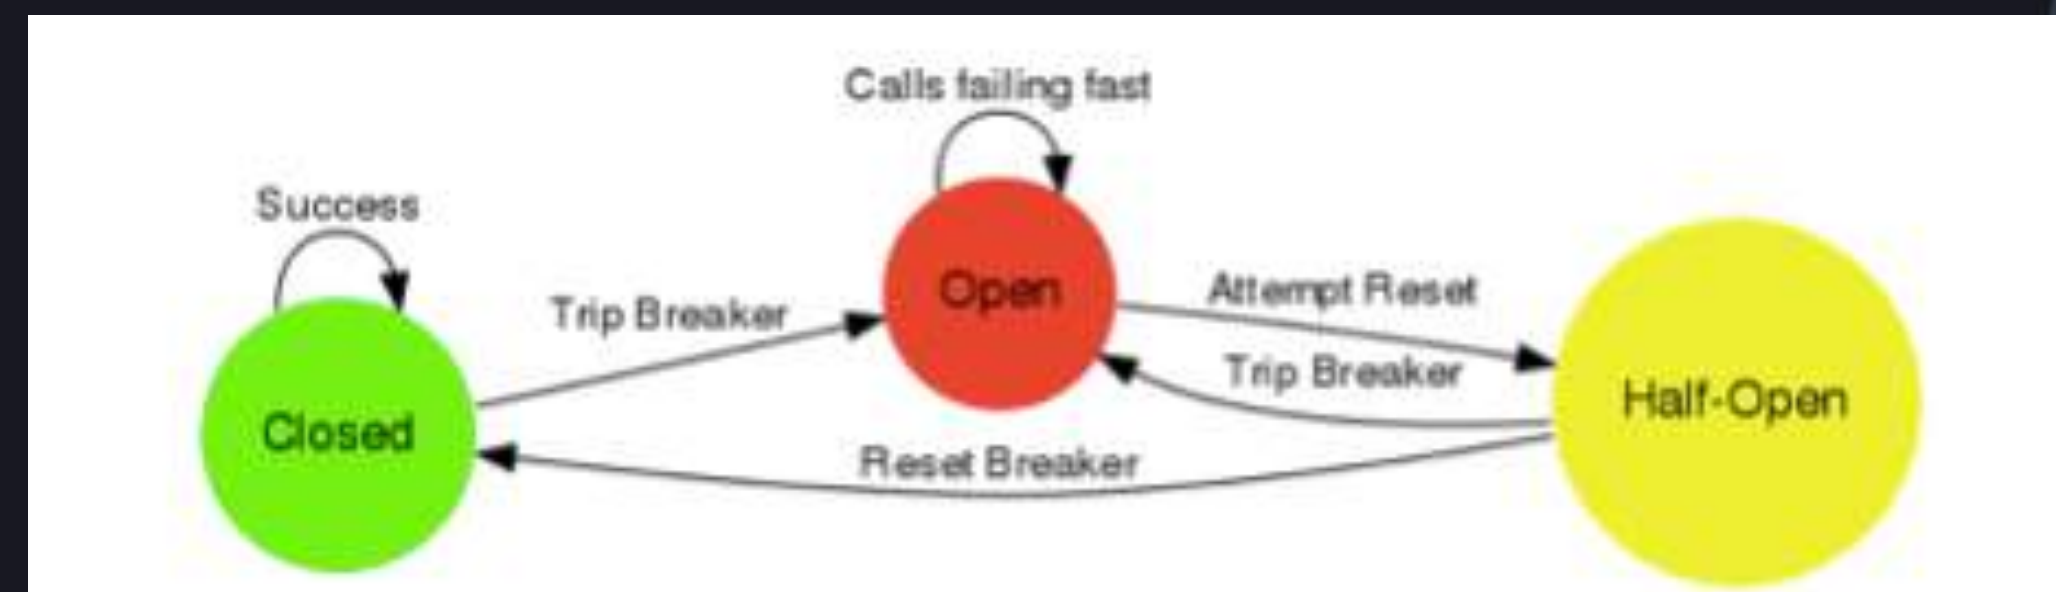 Calls failing fast
Success
Open
Attempt Reset
Trip Breaker
Trip Breaker
Half-Open
Closed
Reset Breaker